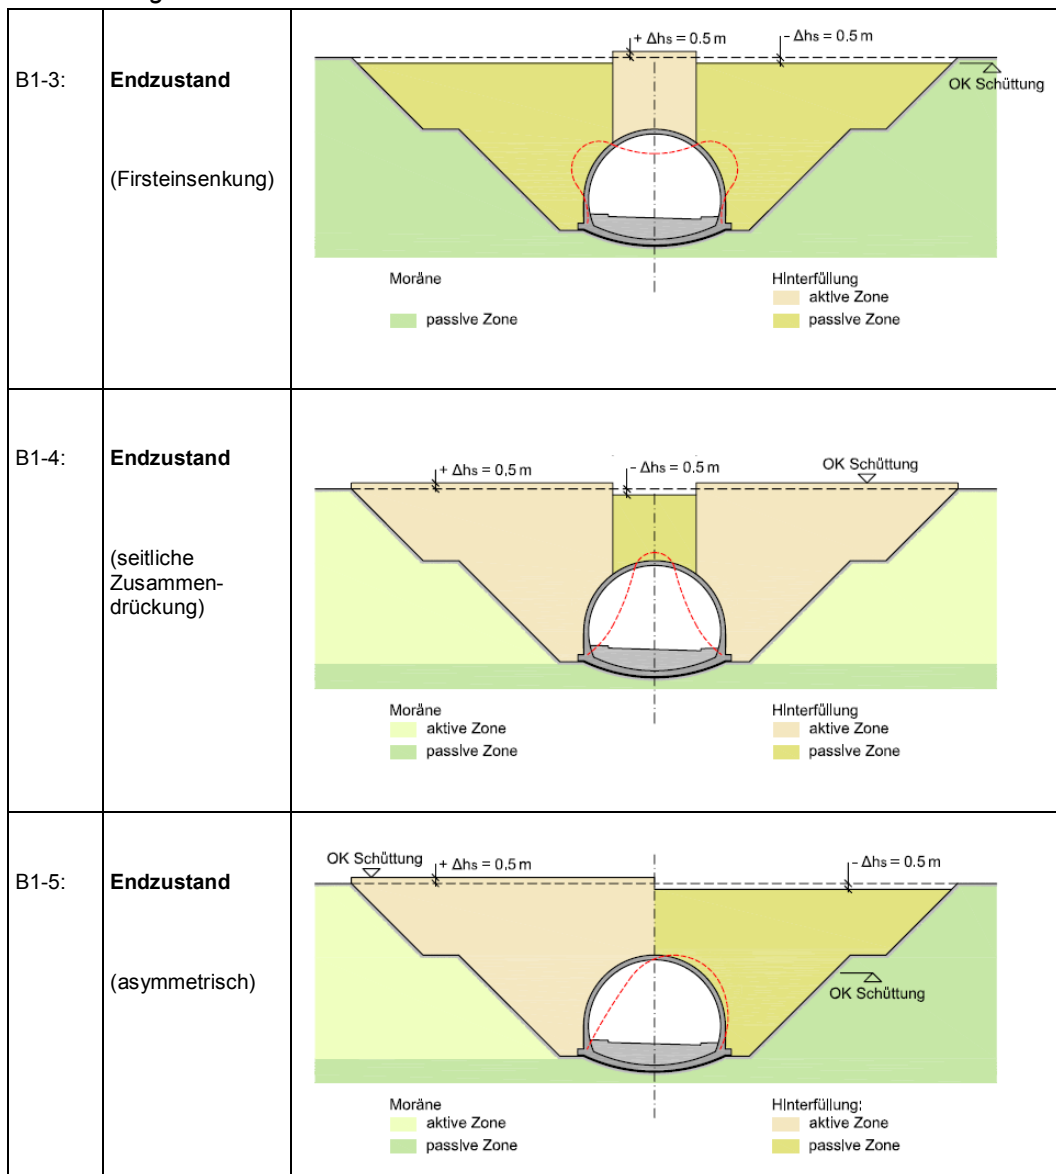 B1-3:
Endzustand
(Firsteinsenkung)
+ Δhs = 0.5 m
- Δhs = 0.5 m
OK Schüttung
Moräne
passive Zone
Hinterfüllung
aktive Zone
passive Zone
B1-4:
Endzustand
(seitliche
Zusammen-
drückung)
+ Δhs = 0,5 m
- Δhs = 0,5 m
OK Schüttung
Moräne
aktive Zone
passive Zone
Hinterfüllung
aktive Zone
passive Zone
B1-5:
Endzustand
(asymmetrisch)
OK Schüttung
+ Δhs = 0,5 m
- Δhs = 0.5 m
OK Schüttung
Moräne
aktive Zone
passive Zone
Hinterfüllung:
aktive Zone
passive Zone